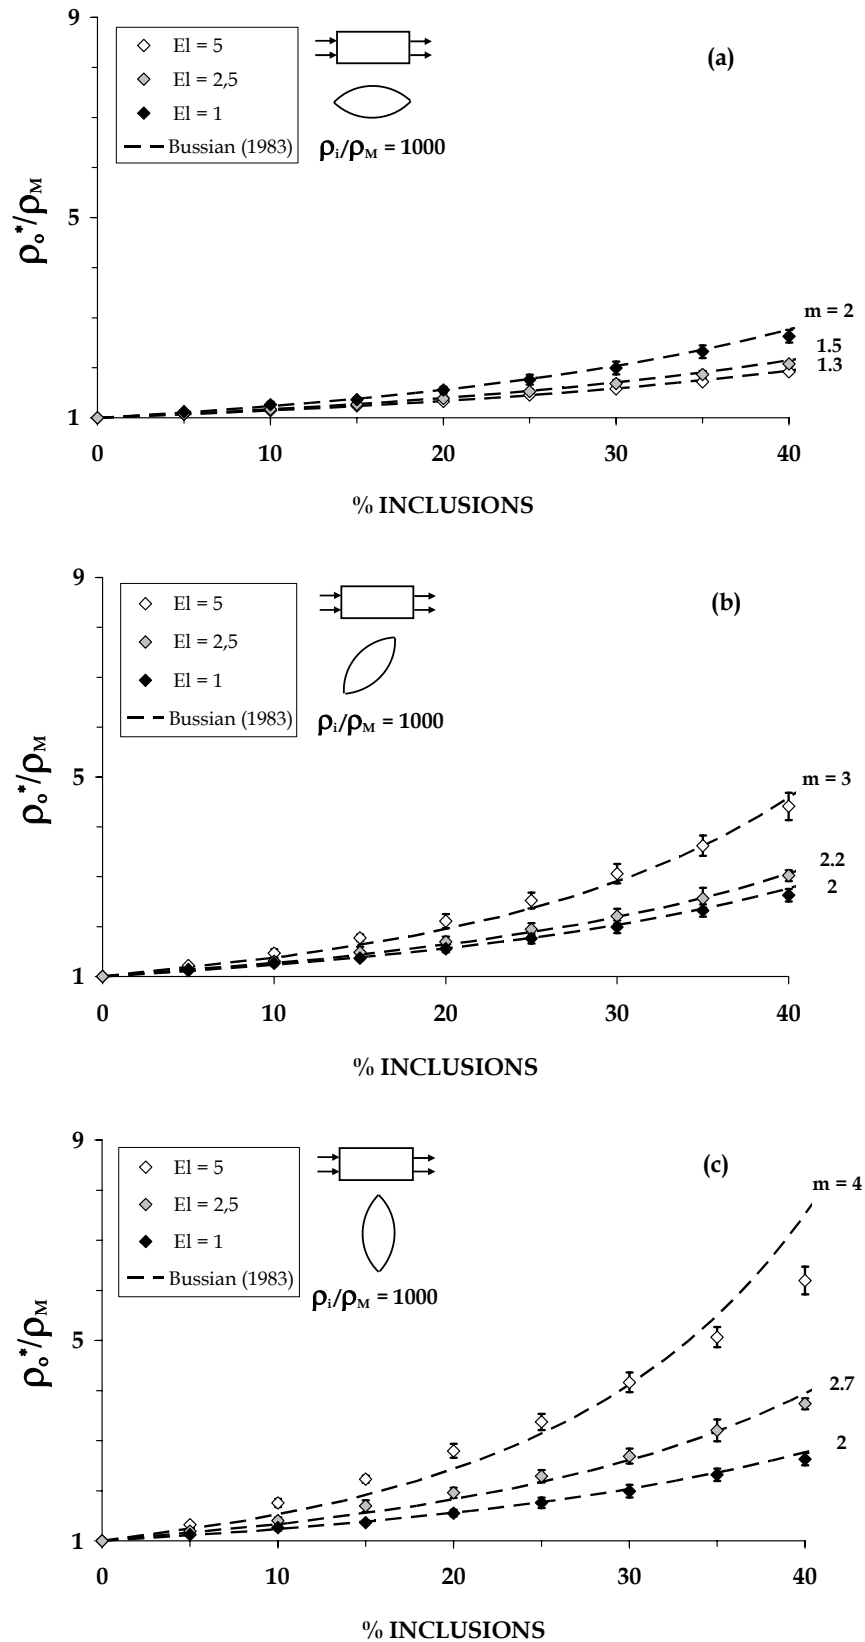 9
5
1
ρₒ*/ρM
El = 5
El = 2,5
El = 1
Bussian (1983)
ρi/ρM = 1000
(a)
m = 2
1.5
1.3
0 10 20 30 40
% INCLUSIONS
9
5
1
ρₒ*/ρM
El = 5
El = 2,5
El = 1
Bussian (1983)
ρi/ρM = 1000
(b)
m = 3
2.2
2
0 10 20 30 40
% INCLUSIONS
9
5
1
ρₒ*/ρM
El = 5
El = 2,5
El = 1
Bussian (1983)
ρi/ρM = 1000
(c)
m = 4
2.7
2
0 10 20 30 40
% INCLUSIONS